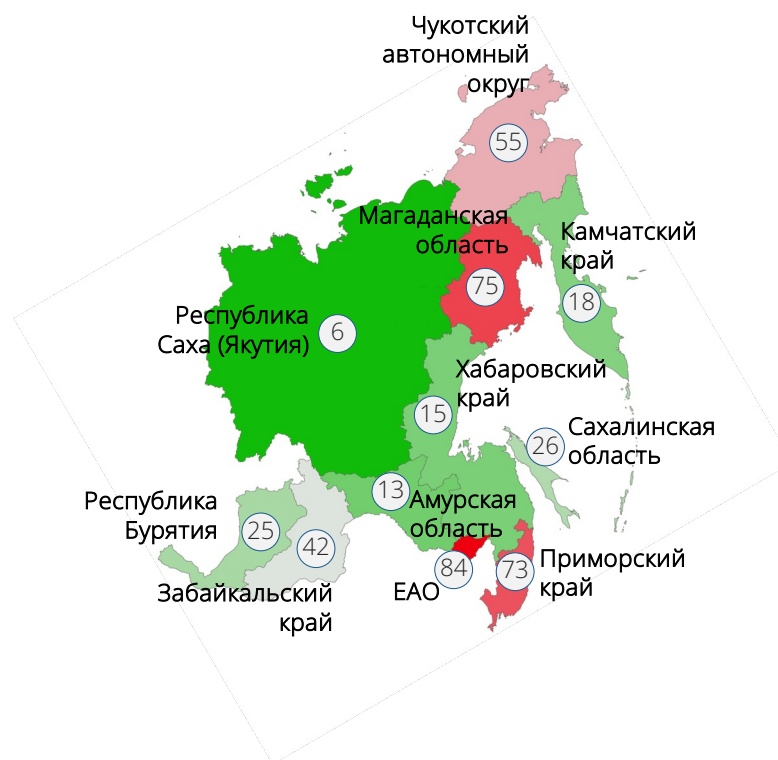 Чукотский
автономный
округ
55
Магаданская
область
75
Камчатский
край
18
Республика
Саха (Якутия)
6
Хабаровский
край
15
Сахалинская
область
26
Республика
Бурятия
25
13
Амурская
область
42
Забайкальский
край
84
ЕАО
73
Приморский
край